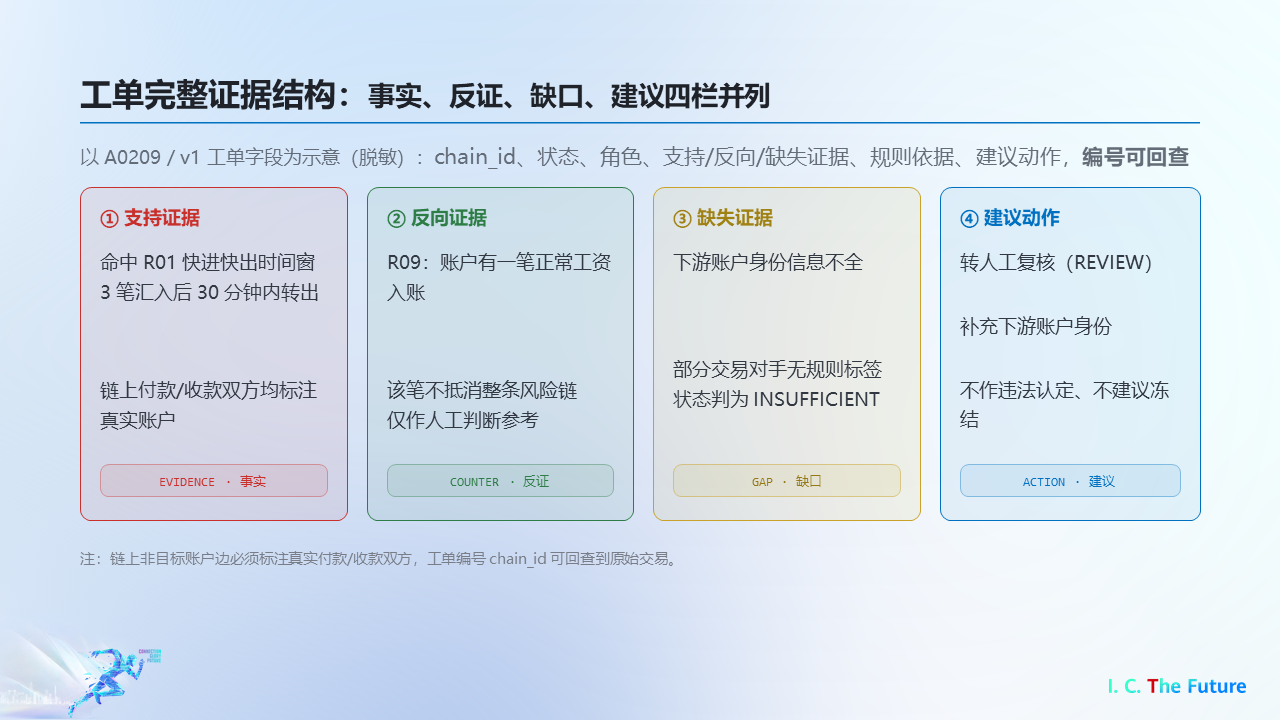 工单完整证据结构：事实、反证、缺口、建议四栏并列
以 A0209 / v1 工单字段为示意（脱敏）：chain_id、状态、角色、支持/反向/缺失证据、规则依据、建议动作，编号可回查
① 支持证据
命中 R01 快进快出时间窗
3 笔汇入后 30 分钟内转出
链上付款/收款双方均标注
真实账户
EVIDENCE · 事实
② 反向证据
R09：账户有一笔正常工资
入账
该笔不抵消整条风险链
仅作人工判断参考
COUNTER · 反证
③ 缺失证据
下游账户身份信息不全
部分交易对手无规则标签
状态判为 INSUFFICIENT
GAP · 缺口
④ 建议动作
转人工复核（REVIEW）
补充下游账户身份
不作违法认定、不建议冻
结
ACTION · 建议
注：链上非目标账户边必须标注真实付款/收款双方，工单编号 chain_id 可回查到原始交易。
I. C. The Future